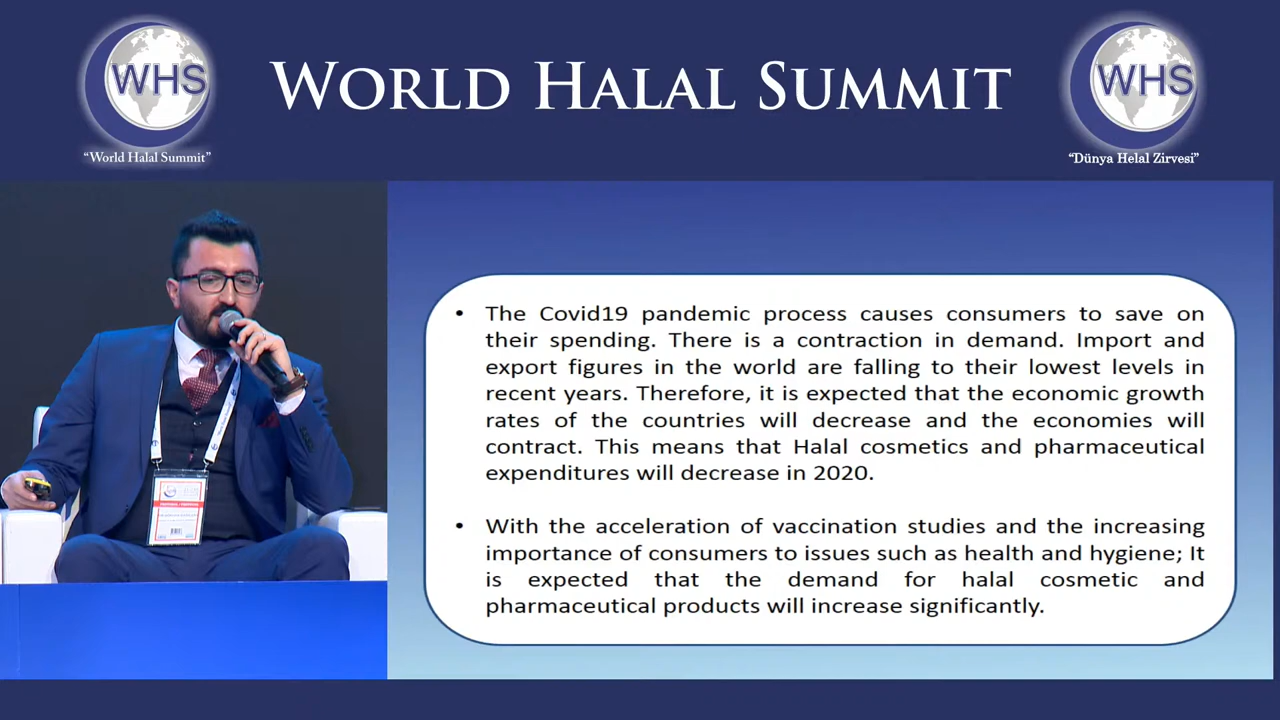 WHS
"World Halal Summit"
WORLD HALAL SUMMIT
WHS
"Dünya Helal Zirvesi"
• The Covid19 pandemic process causes consumers to save on
their spending. There is a contraction in demand. Import and
export figures in the world are falling to their lowest levels in
recent years. Therefore, it is expected that the economic growth
rates of the countries will decrease and the economies will
contract. This means that Halal cosmetics and pharmaceutical
expenditures will decrease in 2020.
• With the acceleration of vaccination studies and the increasing
importance of consumers to issues such as health and hygiene; It
is expected that the demand for halal cosmetic and
pharmaceutical products will increase significantly.